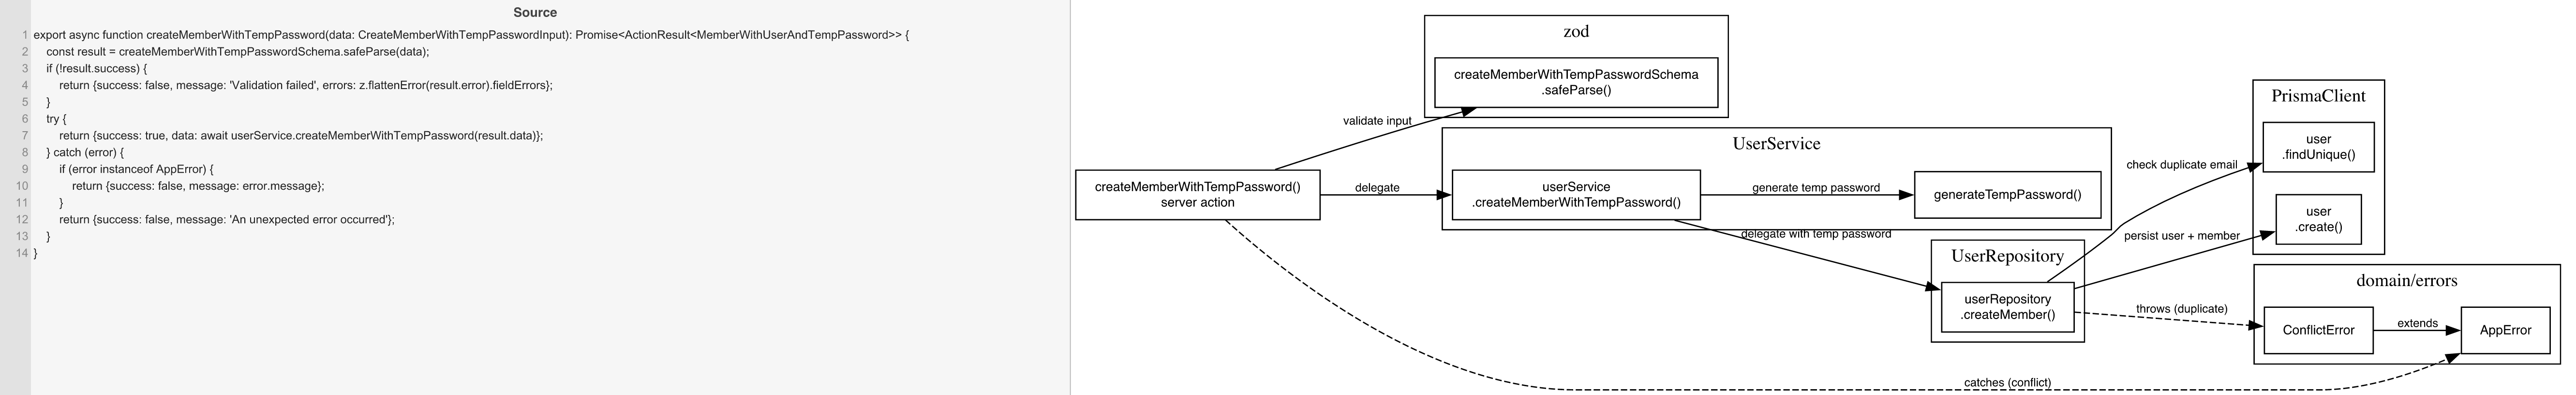 Source
1 export async function createMemberWithTempPassword(data: CreateMemberWithTempPasswordInput): Promise<ActionResult<MemberWithUserAndTempPassword>> {
2 const result = createMemberWithTempPasswordSchema.safeParse(data);
3 if (!result.success) {
4 return {success: false, message: 'Validation failed', errors: z.flattenError(result.error).fieldErrors};
5 }
6 try {
7 return {success: true, data: await userService.createMemberWithTempPassword(result.data)};
8 } catch (error) {
9 if (error instanceof AppError) {
10 return {success: false, message: error.message};
11 }
12 return {success: false, message: 'An unexpected error occurred'};
13 }
14 }
zod
createMemberWithTempPasswordSchema
.safeParse()
validate input
createMemberWithTempPassword()
server action
delegate
UserService
userService
.createMemberWithTempPassword()
generate temp password
generateTempPassword()
delegate with temp password
UserRepository
userRepository
.createMember()
check duplicate email
persist user + member
PrismaClient
user
.findUnique()
user
.create()
throws (duplicate)
domain/errors
ConflictError
extends
AppError
catches (conflict)